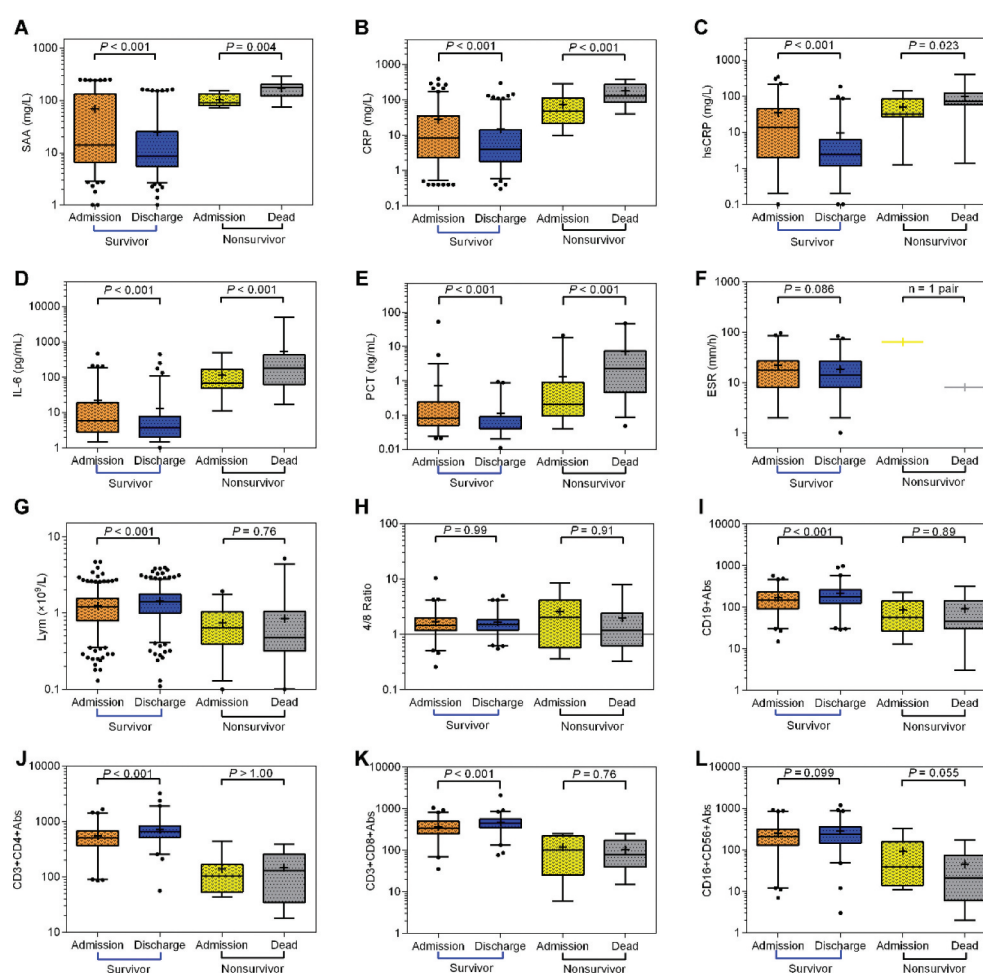 A
P < 0.001
P = 0.004
SAA (mg/L)
1000
100
10
1
Admission Discharge Admission Dead
Survivor Nonsurvivor
B
P < 0.001
P < 0.001
CRP (mg/L)
1000
100
10
1
0.1
Admission Discharge Admission Dead
Survivor Nonsurvivor
C
P < 0.001
P = 0.023
hsCRP (mg/L)
1000
100
10
1
0.1
Admission Discharge Admission Dead
Survivor Nonsurvivor
D
P < 0.001
P < 0.001
IL-6 (pg/mL)
10000
1000
100
10
1
Admission Discharge Admission Dead
Survivor Nonsurvivor
E
P < 0.001
P < 0.001
PCT (mg/mL)
100
10
1
0.1
0.01
Admission Discharge Admission Dead
Survivor Nonsurvivor
F
P = 0.086
n = 1 pair
ESR (mm/h)
1000
100
10
1
Admission Discharge Admission Dead
Survivor Nonsurvivor
G
P < 0.001
P = 0.76
Lym (×10⁹/L)
10
1
0.1
Admission Discharge Admission Dead
Survivor Nonsurvivor
H
P = 0.99
P = 0.91
4/8 Ratio
100
10
1
0.1
Admission Discharge Admission Dead
Survivor Nonsurvivor
I
P < 0.001
P = 0.89
CD19+Abs
10000
1000
100
10
1
Admission Discharge Admission Dead
Survivor Nonsurvivor
J
P < 0.001
P > 1.00
CD3+CD4+Abs
10000
1000
100
10
Admission Discharge Admission Dead
Survivor Nonsurvivor
K
P < 0.001
P = 0.76
CD3+CD8+Abs
10000
1000
100
10
1
Admission Discharge Admission Dead
Survivor Nonsurvivor
L
P = 0.099
P = 0.055
CD16+CD56+Abs
10000
1000
100
10
1
Admission Discharge Admission Dead
Survivor Nonsurvivor